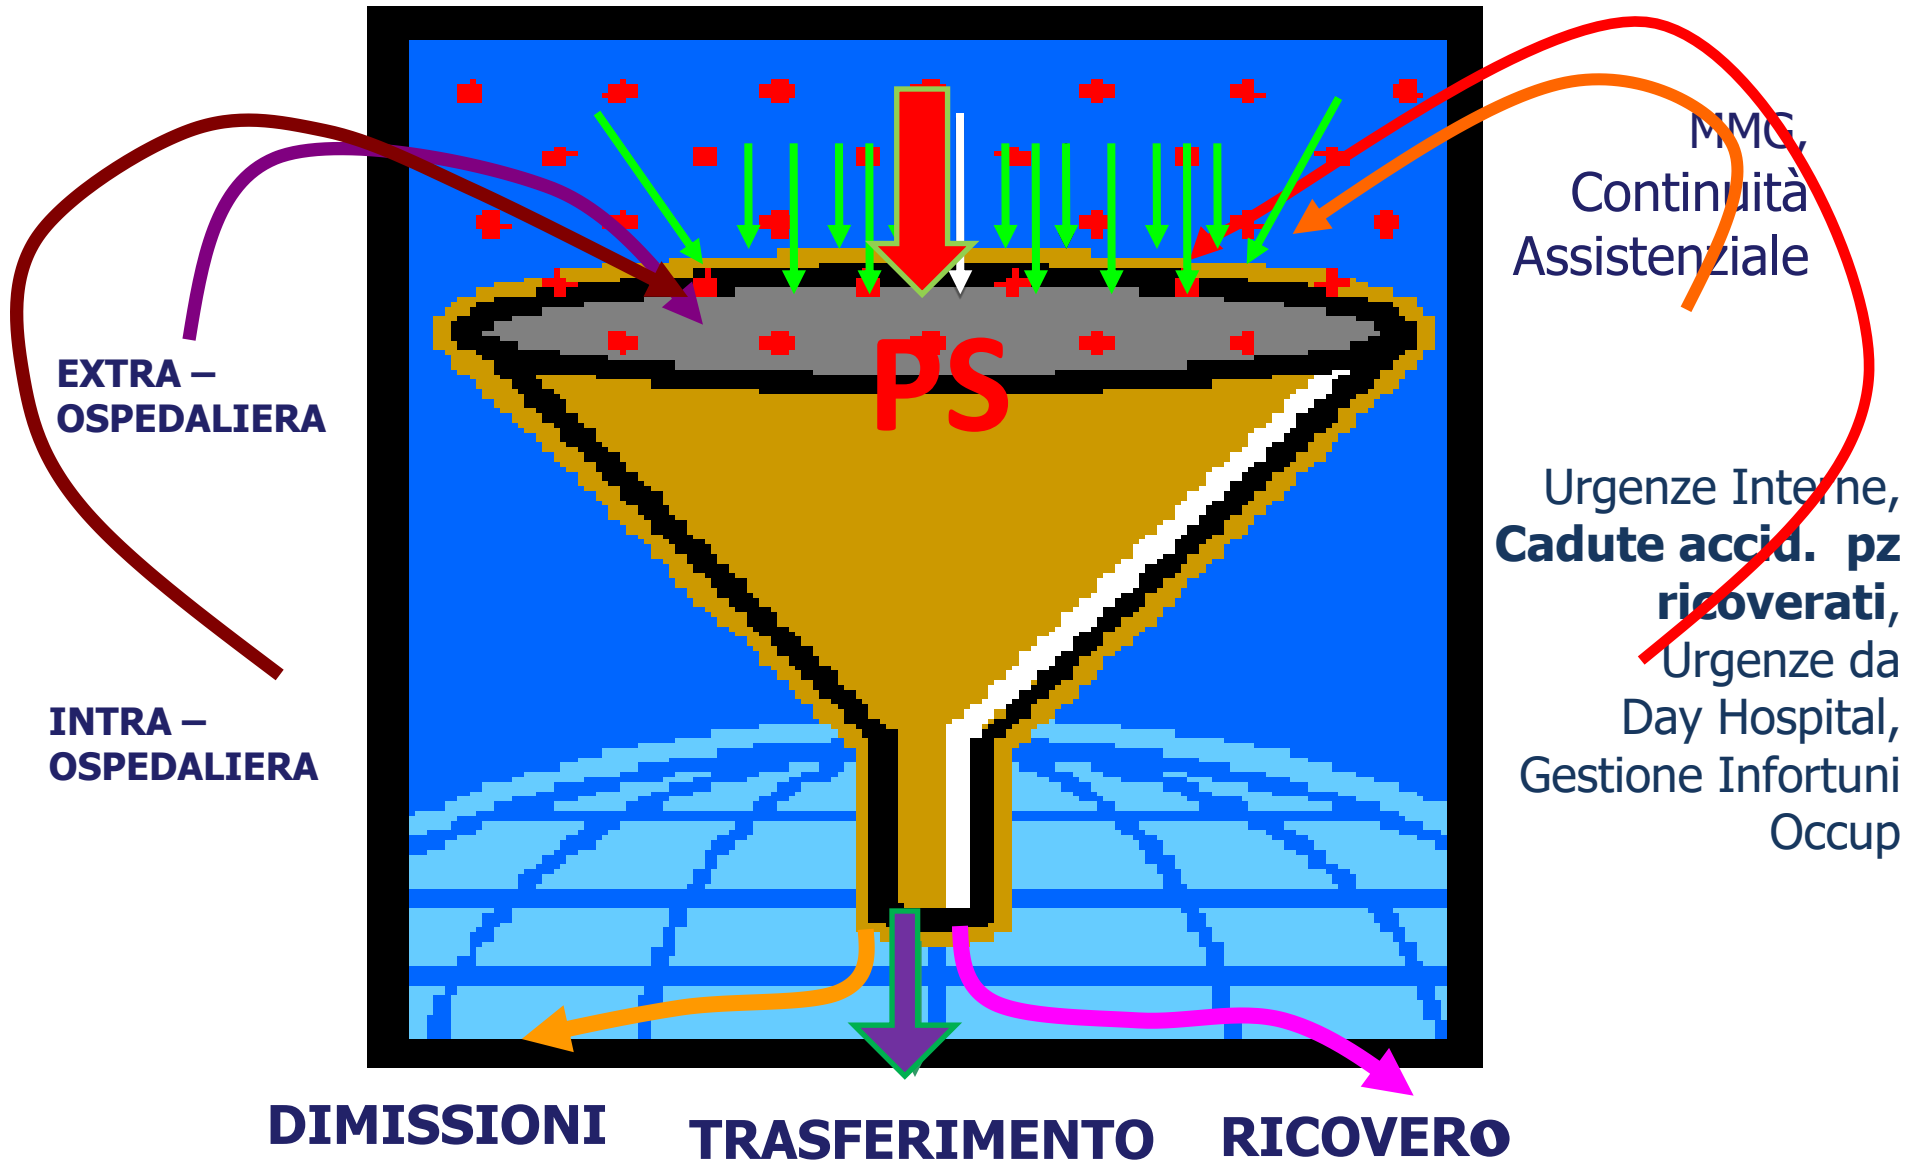 MMG,
Continuità
Assistenziale
PS
EXTRA –
OSPEDALIERA
Urgenze Interne,
Cadute accid. pz
ricoverati,
Urgenze da
Day Hospital,
Gestione Infortuni
Occup
INTRA –
OSPEDALIERA
DIMISSIONI
TRASFERIMENTO
RICOVERo